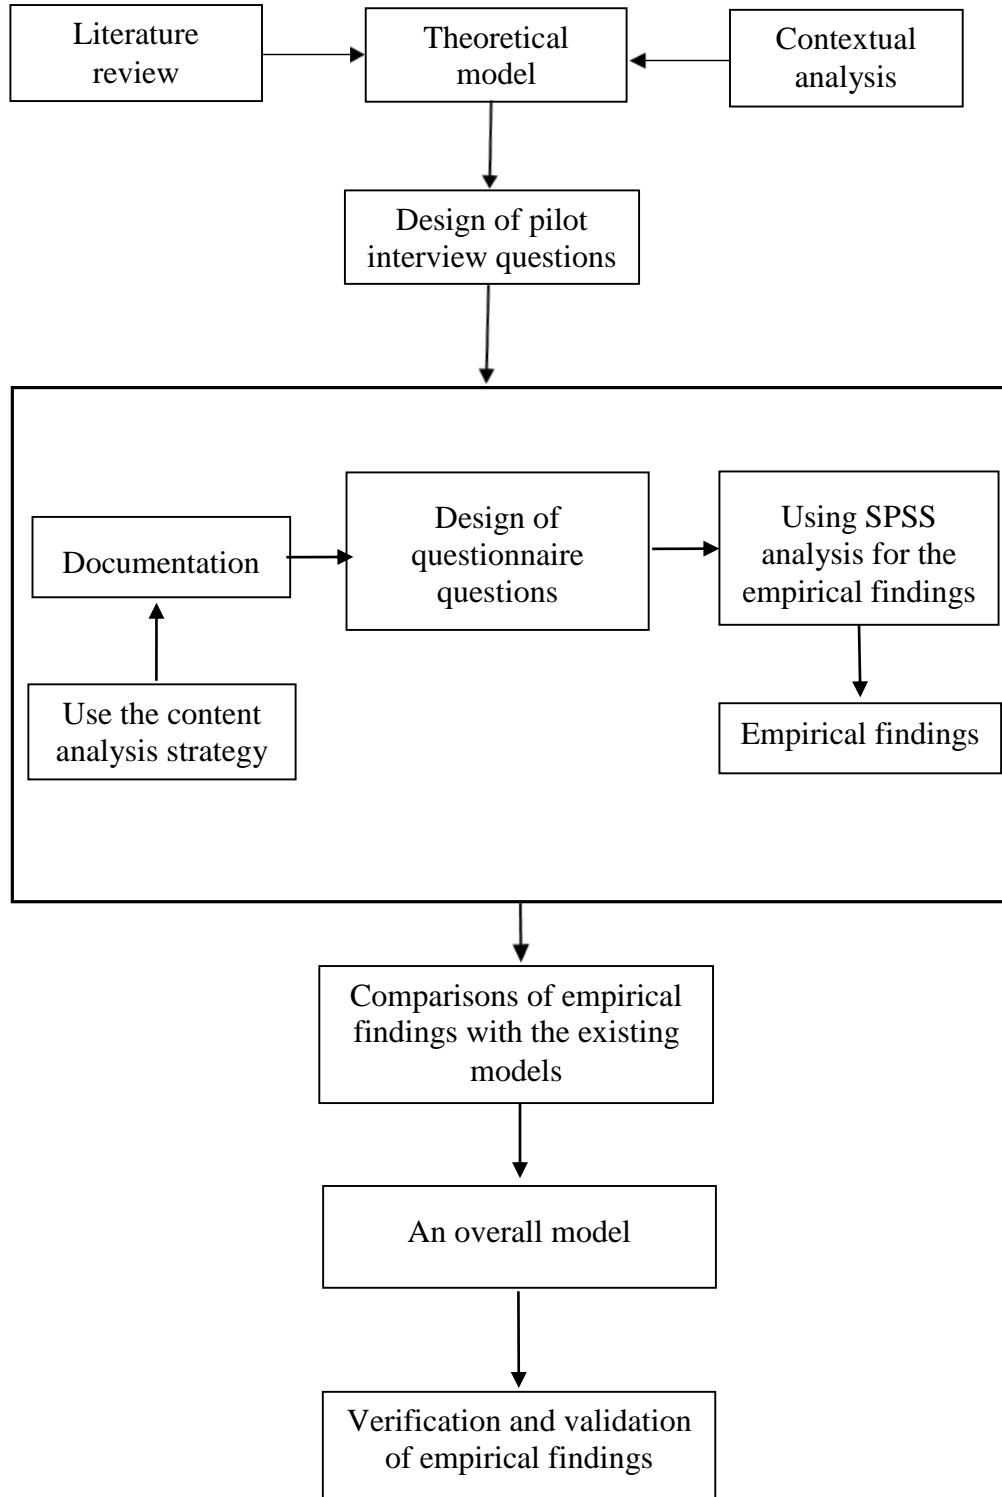 Literature
review
Theoretical
model
Contextual
analysis
Design of pilot
interview questions
Documentation
Design of
questionnaire
questions
Using SPSS
analysis for the
empirical findings
Use the content
analysis strategy
Empirical findings
Comparisons of empirical
findings with the existing
models
An overall model
Verification and validation
of empirical findings